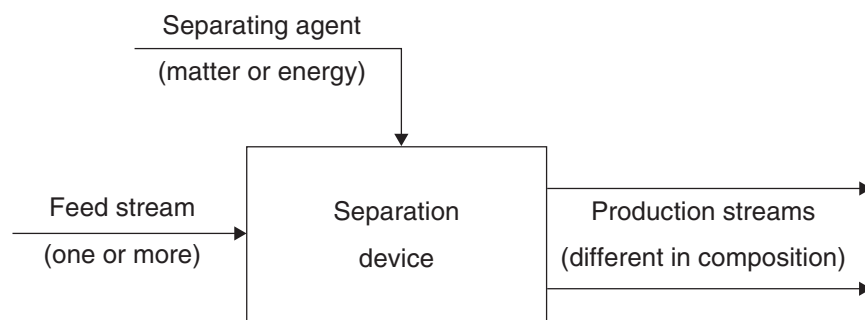 Separating agent
(matter or energy)
Feed stream
(one or more)
Separation
device
Production streams
(different in composition)